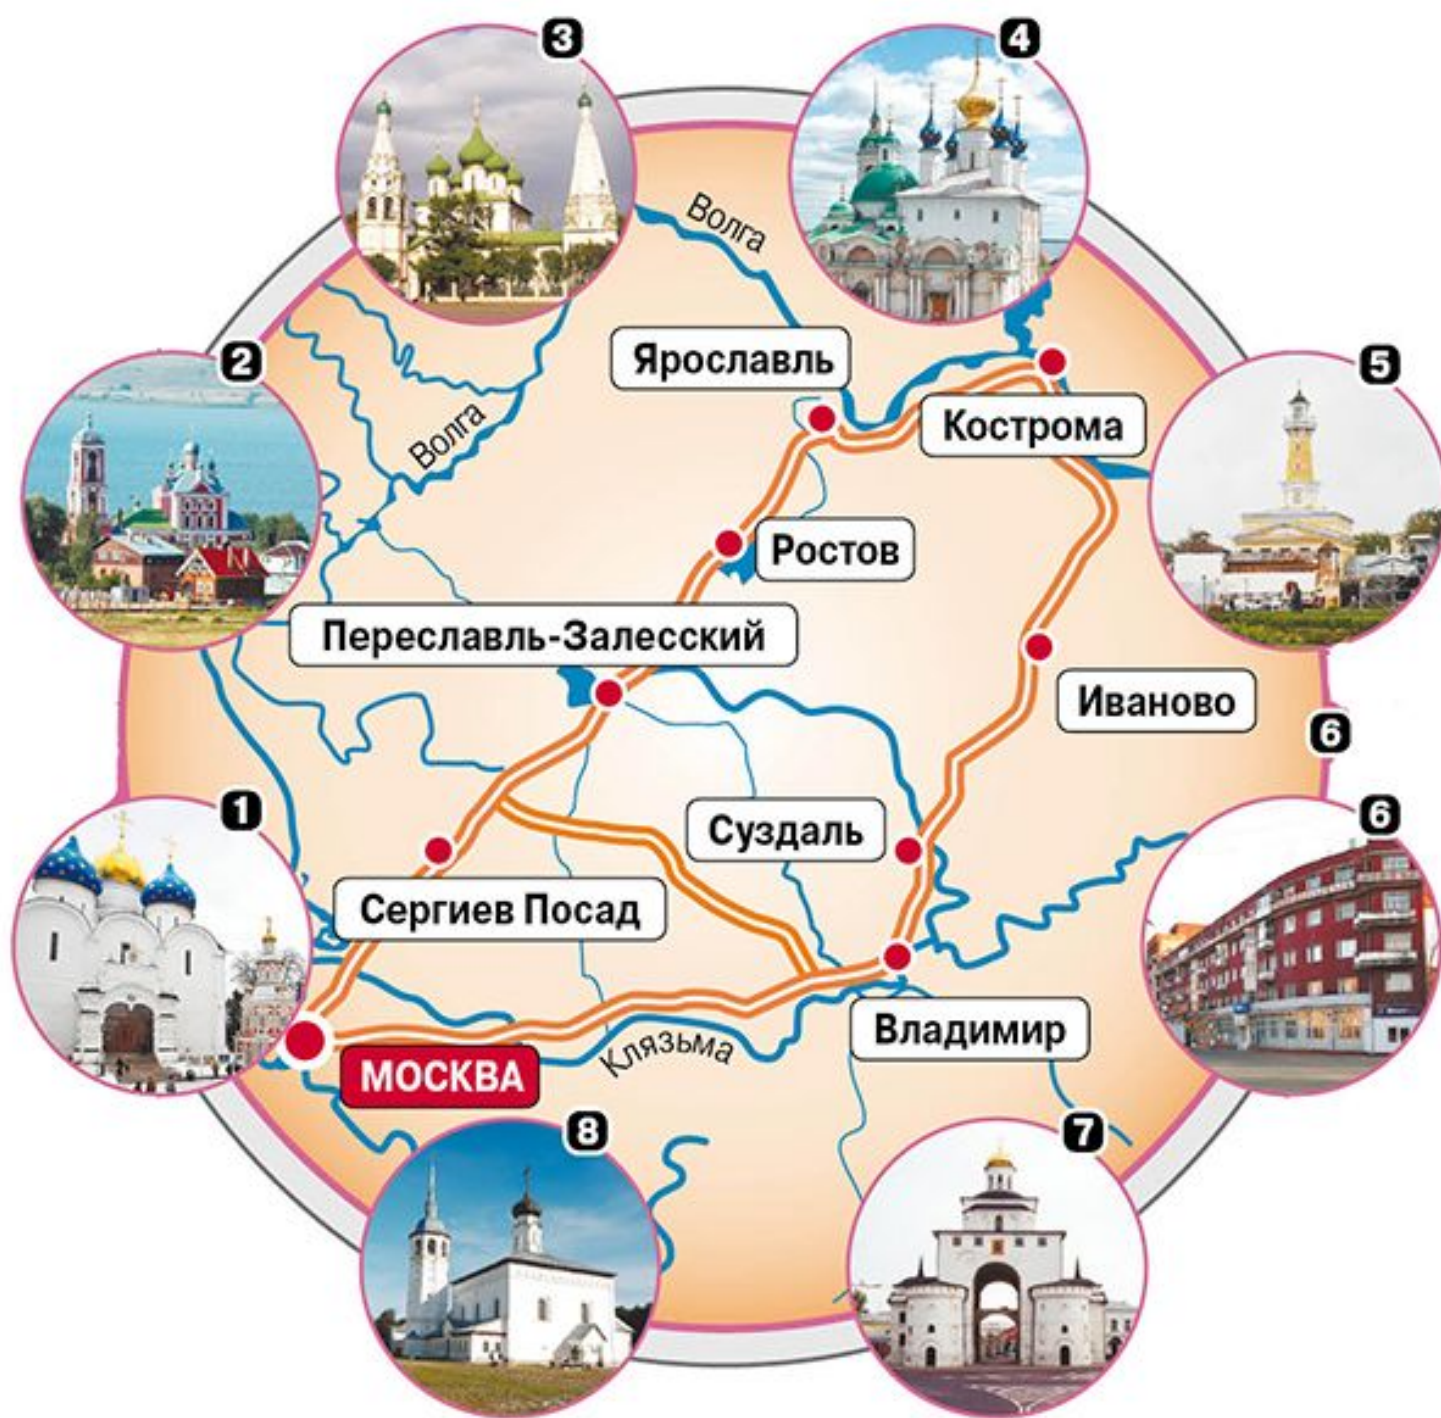 3
4
Волга
Ярославль
2
5
Кострома
Волга
Ростов
Переславль-Залесский
Иваново
6
1
Суздаль
6
Сергиев Посад
Владимир
Клязьма
МОСКВА
8
7